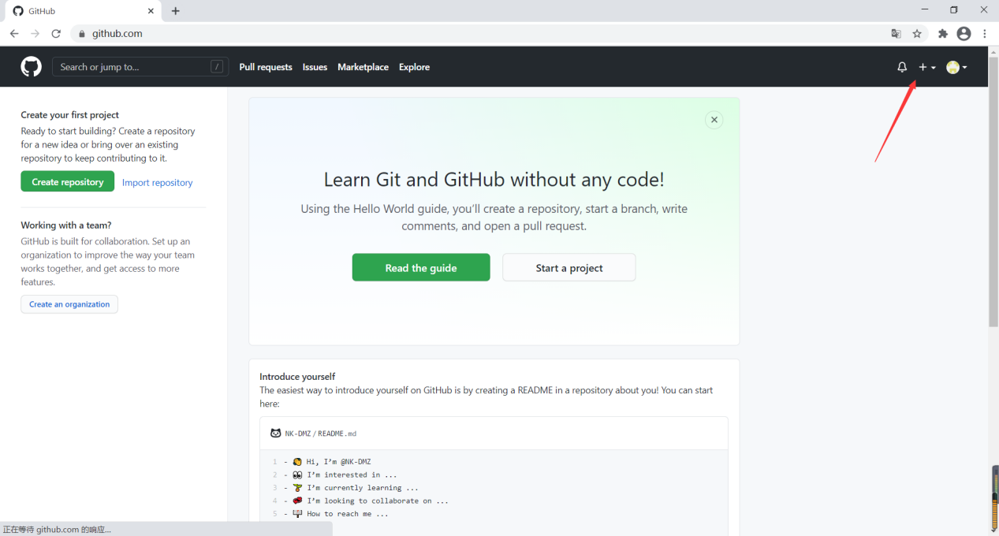 GitHub
github.com
Search or jump to... /
Pull requests Issues Marketplace Explore
Create your first project
Ready to start building? Create a repository
for a new idea or bring over an existing
repository to keep contributing to it.
Create repository Import repository
Working with a team?
GitHub is built for collaboration. Set up an
organization to improve the way your team
works together, and get access to more
features.
Create an organization
Learn Git and GitHub without any code!
Using the Hello World guide, you’ll create a repository, start a branch, write
comments, and open a pull request.
Read the guide Start a project
Introduce yourself
The easiest way to introduce yourself on GitHub is by creating a README in a repository about you! You can start
here:
NK-DMZ / README.md
1 - 👋 Hi, I’m @NK-DMZ
2 - 👀 I’m interested in ...
3 - 🌱 I’m currently learning ...
4 - 💞️ I’m looking to collaborate on ...
5 - 📫 How to reach me ...
正在等待 github.com 的响应...